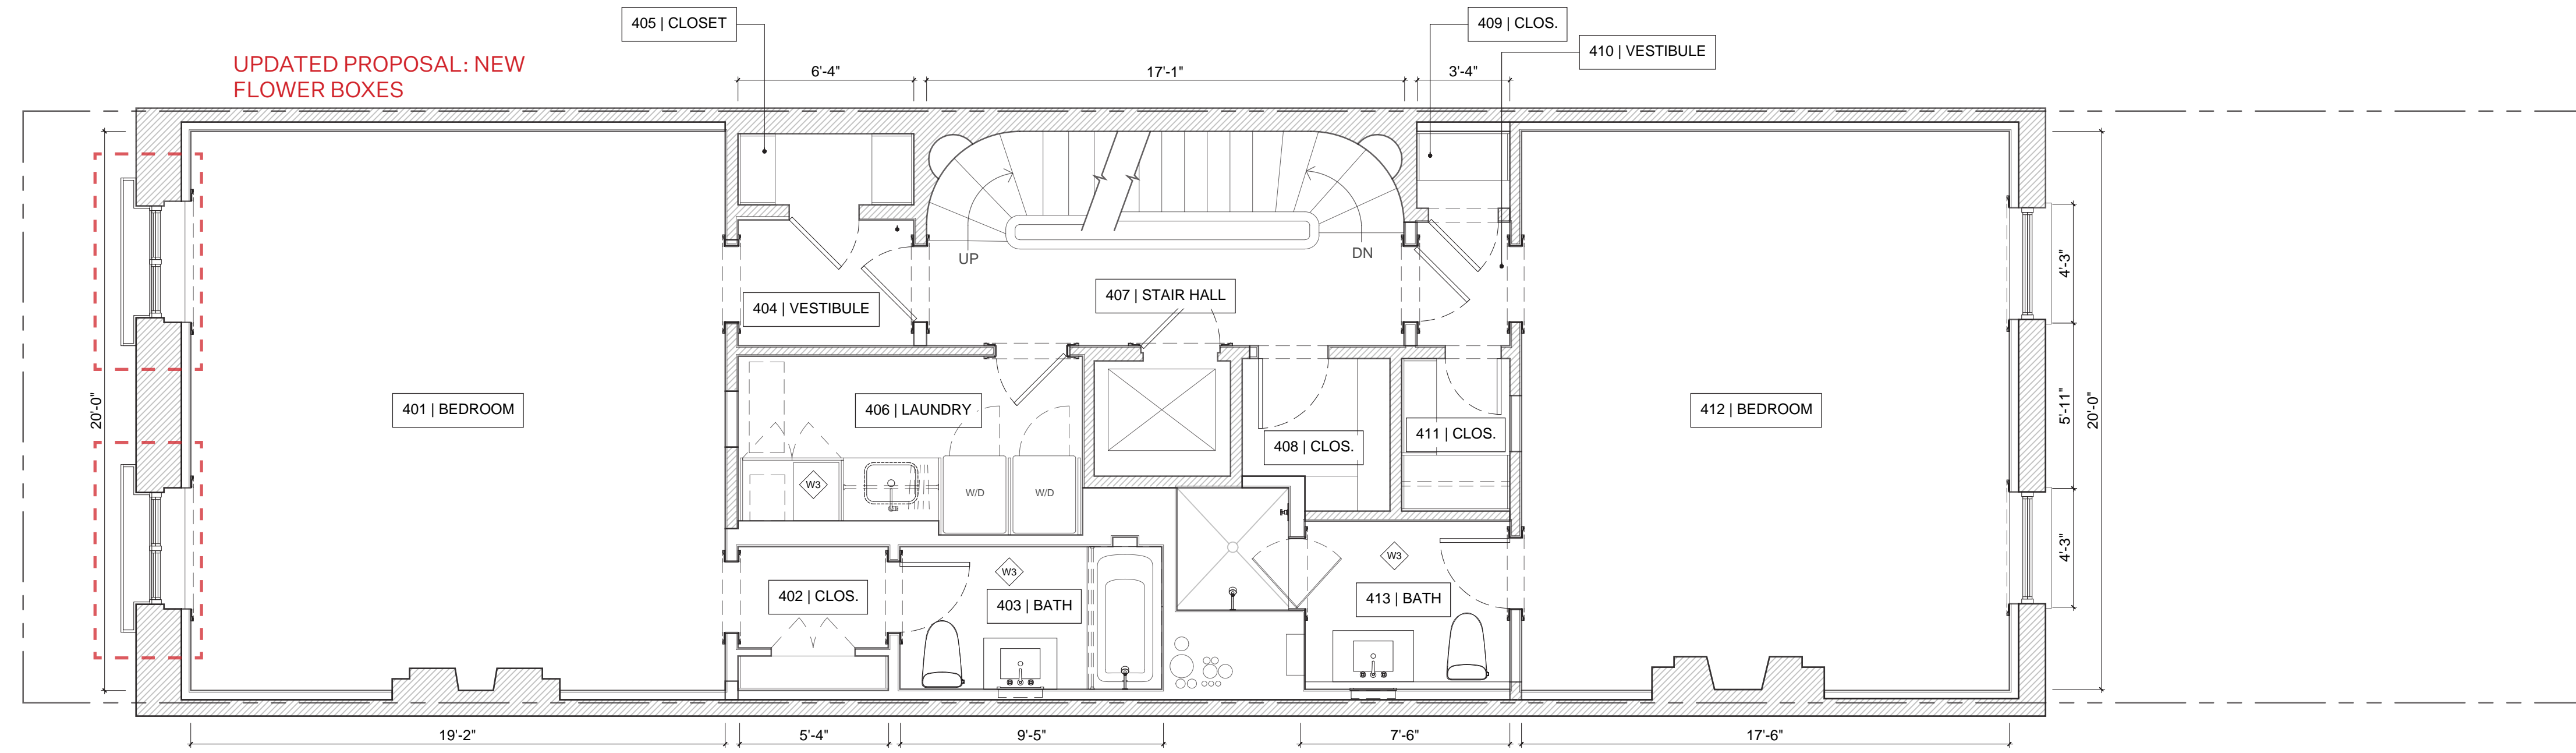 405 | CLOSET
409 | CLOS.
410 | VESTIBULE
UPDATED PROPOSAL: NEW
FLOWER BOXES
6'-4"
17'-1"
3'-4"
UP
DN
404 | VESTIBULE
407 | STAIR HALL
4'-3"
20'-0"
401 | BEDROOM
406 | LAUNDRY
408 | CLOS.
411 | CLOS.
412 | BEDROOM
5'-11"
20'-0"
W3
W/D
W/D
4'-3"
402 | CLOS.
W3
403 | BATH
W3
413 | BATH
19'-2"
5'-4"
9'-5"
7'-6"
17'-6"